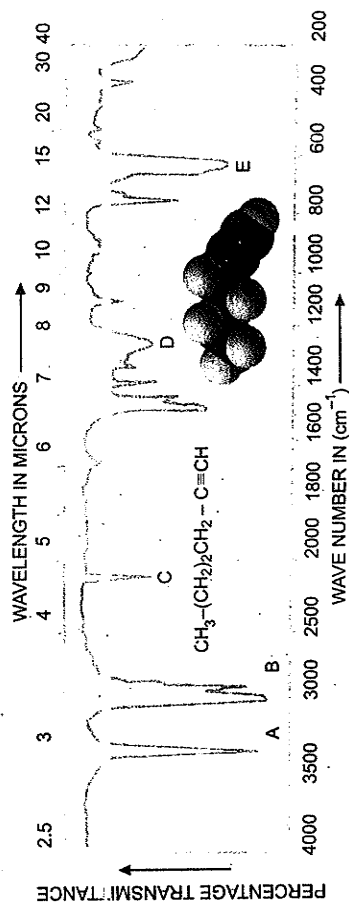 WAVELENGTH IN MICRONS
2.5 3 4 5 6 7 8 9 10 12 15 20 30 40
PERCENTAGE TRANSMITTANCE
A
B
C
D
E
CH₃–(CH₂)₂CH₂ – C≡CH
4000 3500 3000 2500 2000 1800 1600 1400 1200 1000 800 600 400 200
WAVE NUMBER IN (cm⁻¹)